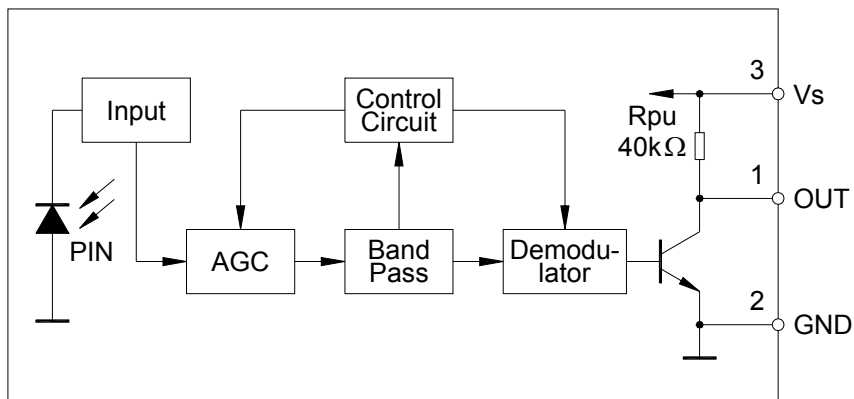 Input
Control
Circuit
3
Vs
Rpu
40kΩ
1
OUT
PIN
AGC
Band
Pass
Demodu-
lator
2
GND